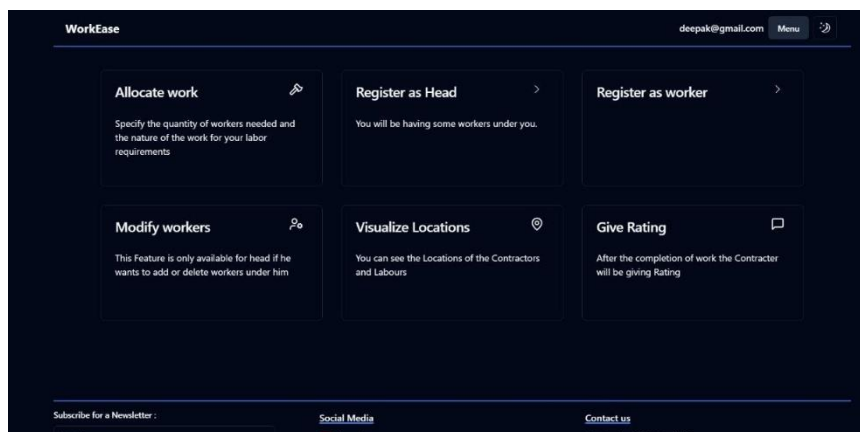 WorkEase
deepak@gmail.com Menu
Allocate work
Specify the quantity of workers needed and
the nature of the work for your labor
requirements
Register as Head
You will be having some workers under you.
Register as worker
Modify workers
This Feature is only available for head if he
wants to add or delete workers under him
Visualize Locations
You can see the Locations of the Contractors
and Labours
Give Rating
After the completion of work the Contracter
will be giving Rating
Subscribe for a Newsletter :
Social Media
Contact us